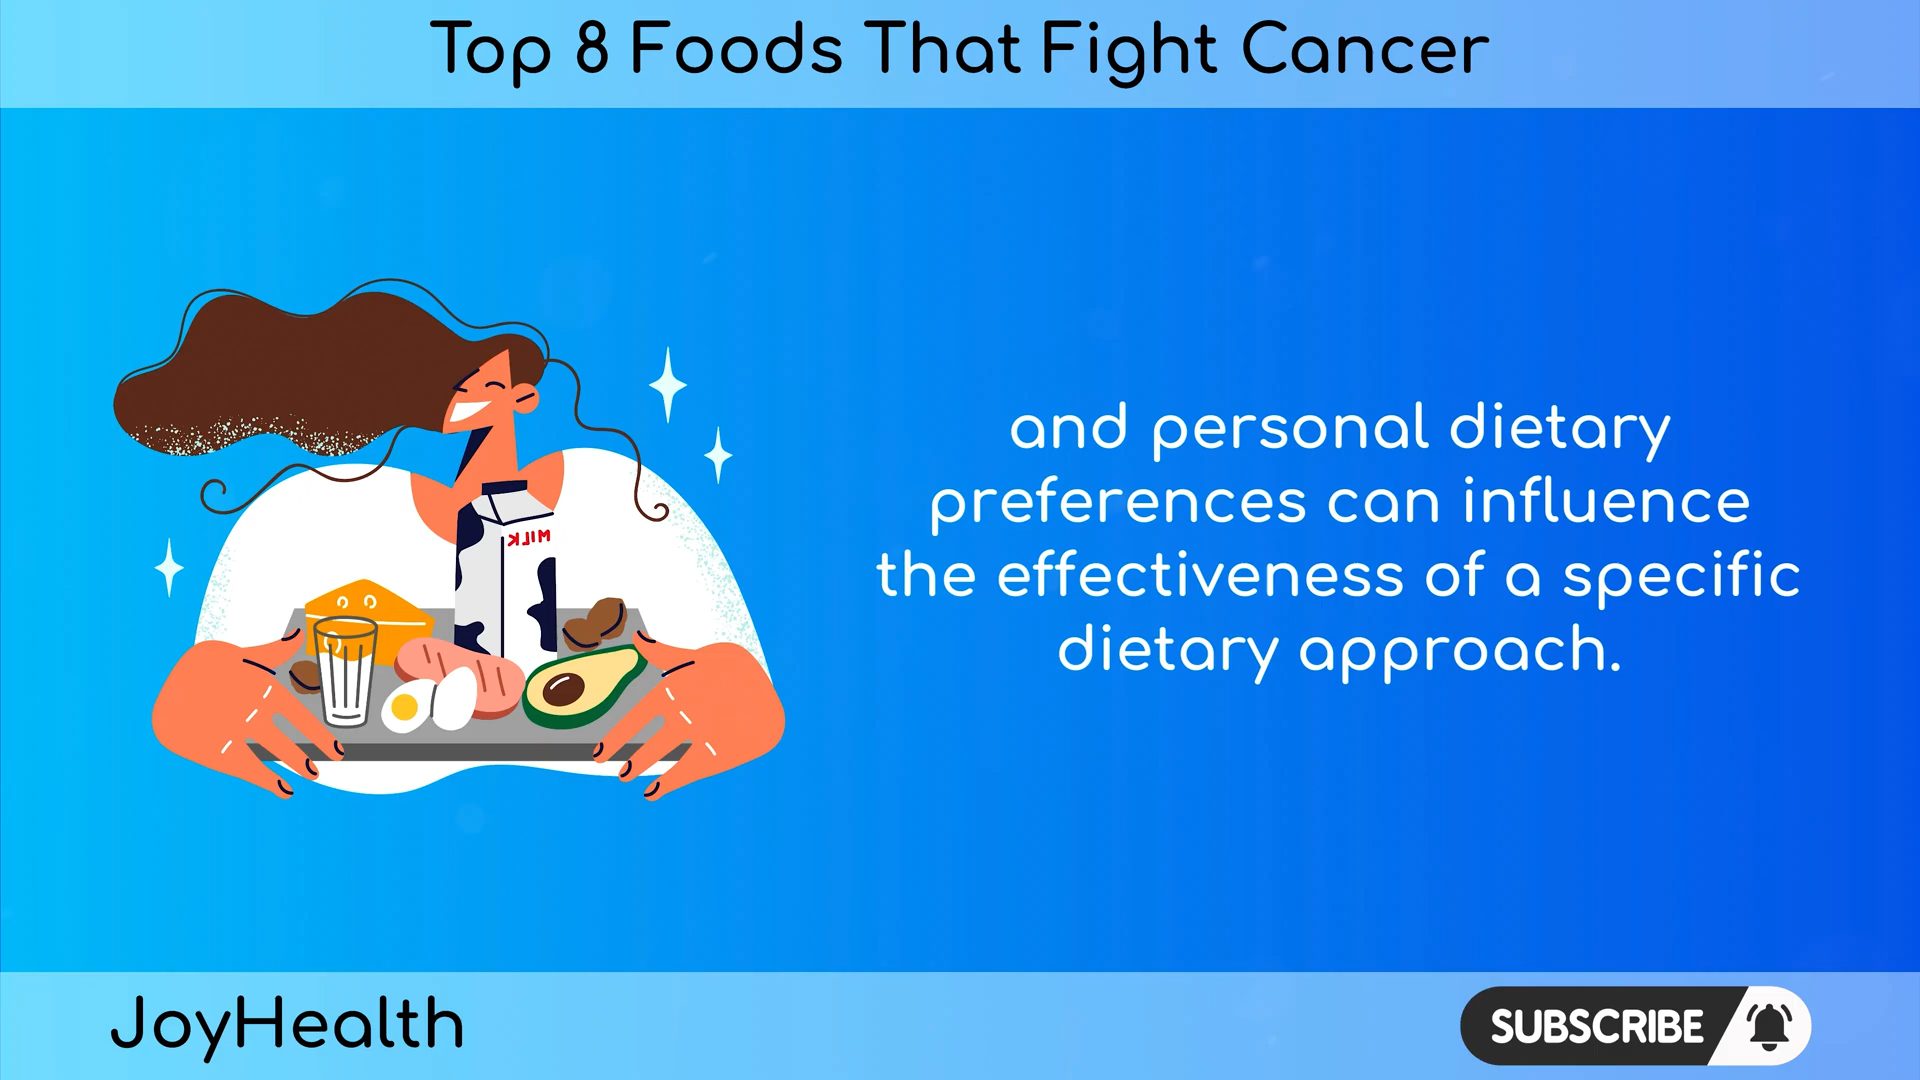 Top 8 Foods That Fight Cancer
MILK
and personal dietary
preferences can influence
the effectiveness of a specific
dietary approach.
JoyHealth
SUBSCRIBE